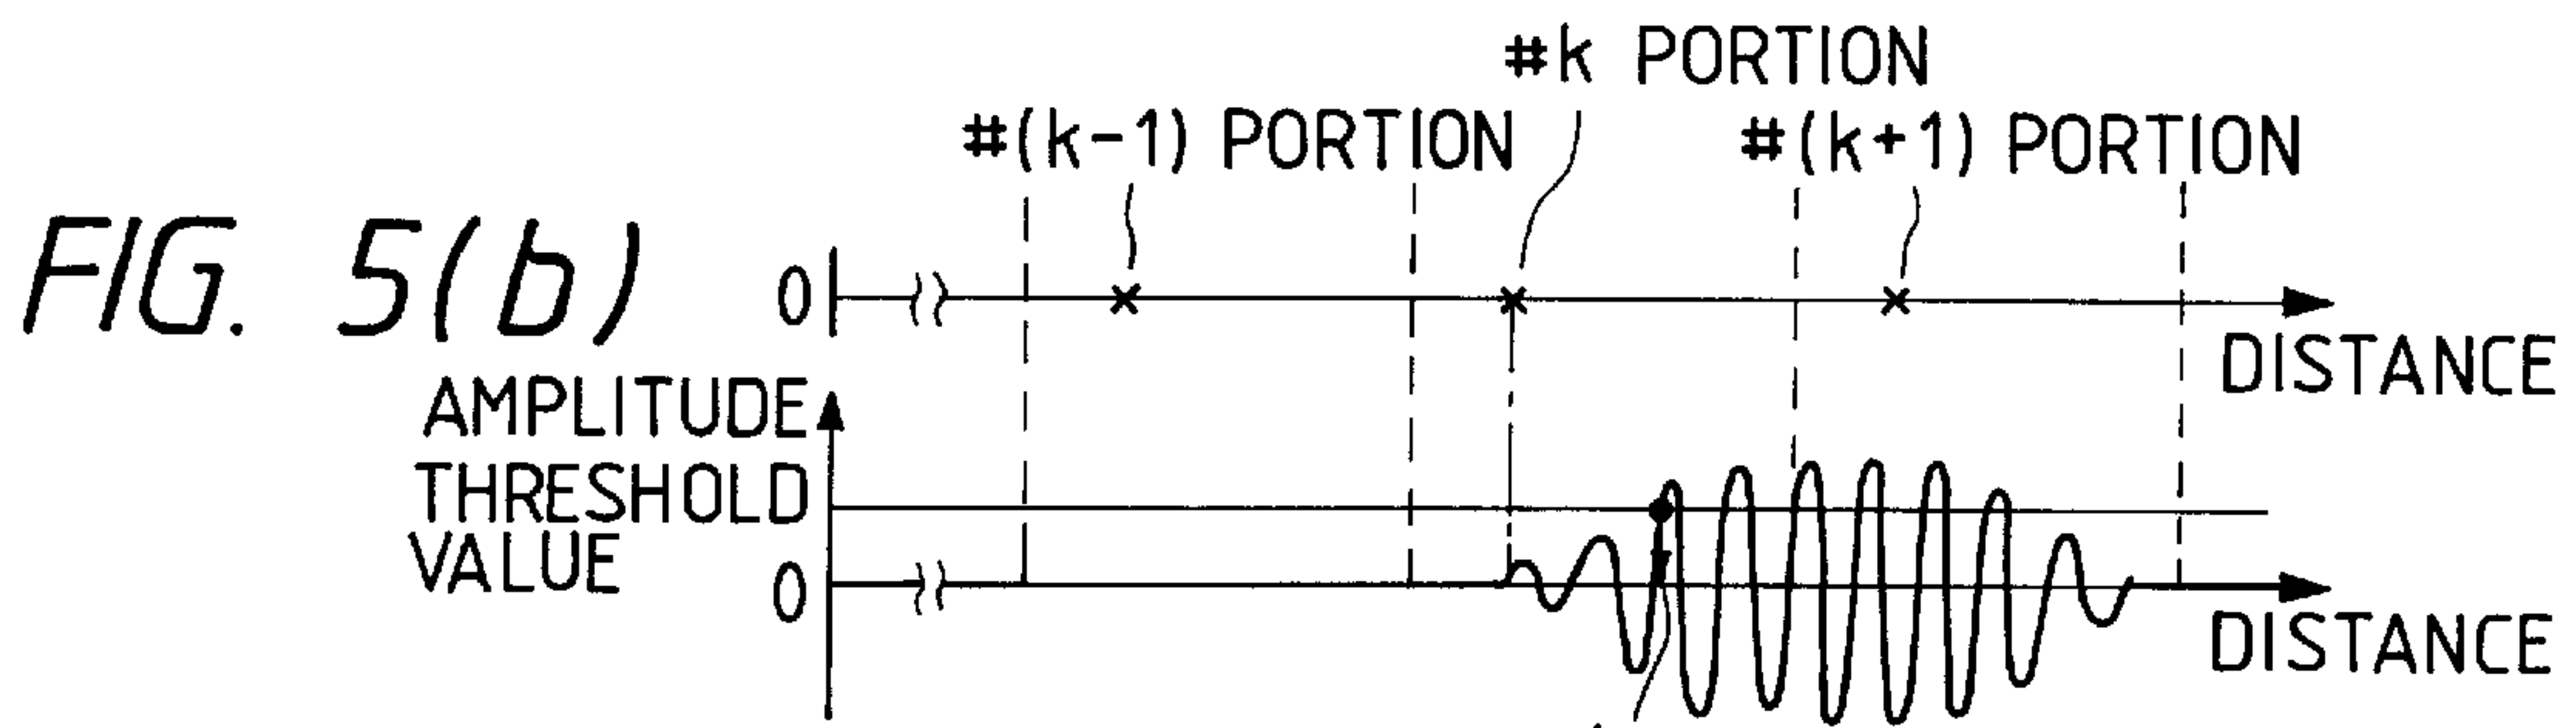 #k PORTION
#(k-1) PORTION
#(k+1) PORTION
FIG. 5(b)
0
DISTANCE
AMPLITUDE
THRESHOLD
VALUE
0
DISTANCE